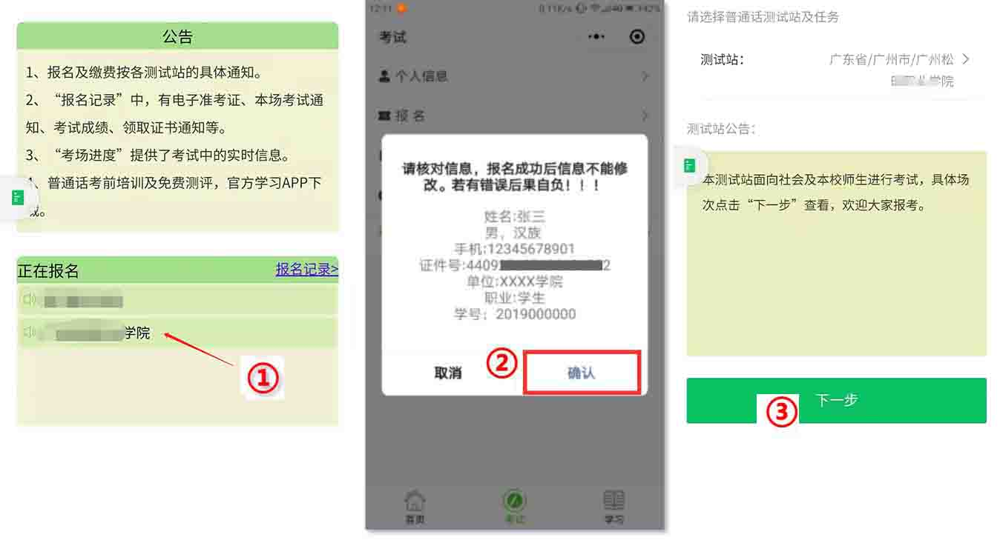 公告
1、报名及缴费按各测试站的具体通知。
2、“报名记录”中，有电子准考证、本场考试通
知、考试成绩、领取证书通知等。
3、“考场进度”提供了考试中的实时信息。
、普通话考前培训及免费测评，官方学习APP下
载。
正在报名
报名记录>
学院
①
12:11
考试
个人信息
报名
请核对信息，报名成功后信息不能修
改。若有错误后果自负！！！
姓名:张三
男，汉族
手机:12345678901
证件号:4409 2
单位:XXXX学院
职业:学生
学号：2019000000
取消
②
确认
首页
考试
学习
请选择普通话测试站及任务
测试站：
广东省/广州市/广州松
学院
测试站公告：
本测试站面向社会及本校师生进行考试，具体场
次点击“下一步”查看，欢迎大家报考。
③
下一步